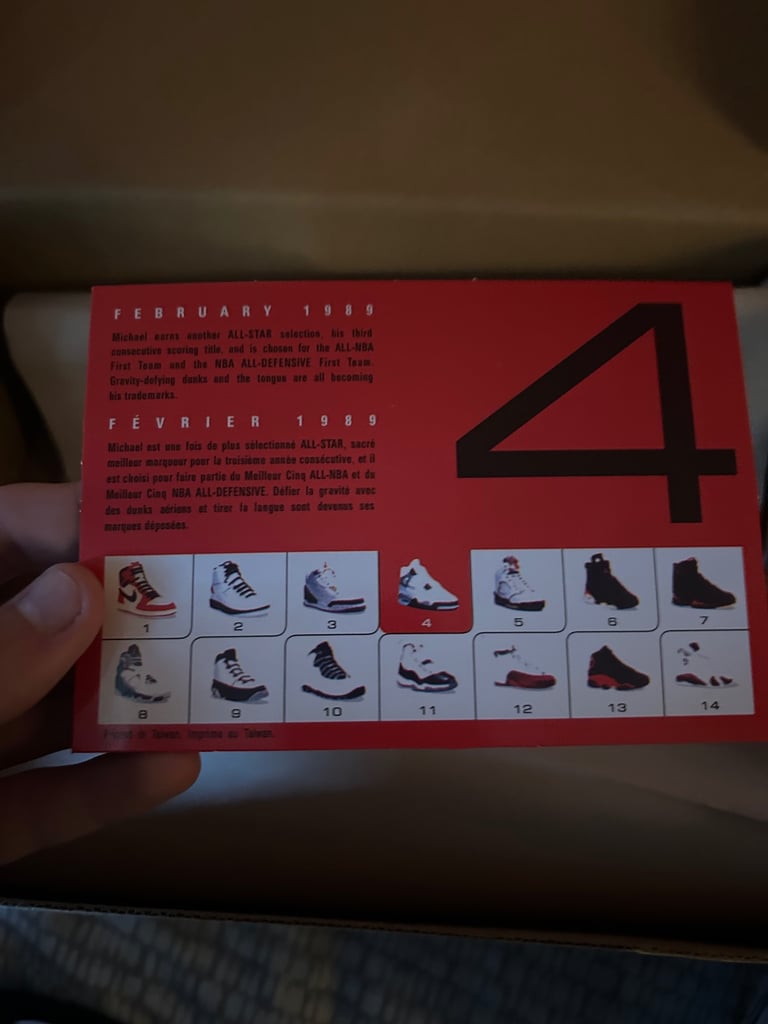 FEBRUARY 1989
Michael earns another ALL-STAR selection, his third
consecutive scoring title, and is chosen for the ALL-NBA
First Team and the NBA ALL-DEFENSIVE First Team.
Gravity-defying dunks and the tongue are all becoming
his trademarks.
4
FÉVRIER 1989
Michael est une fois de plus sélectionné ALL-STAR, sacré
meilleur marqueur pour la troisième année consécutive, et il
est choisi pour faire partie du Meilleur Cinq ALL-NBA et du
Meilleur Cinq NBA ALL-DEFENSIVE. Défier la gravité avec
des dunks aériens et tirer la langue sont devenus ses
marques déposées.
1 2 3 4 5 6 7
8 9 10 11 12 13 14
Printed in Taiwan. Imprimé au Taiwan.